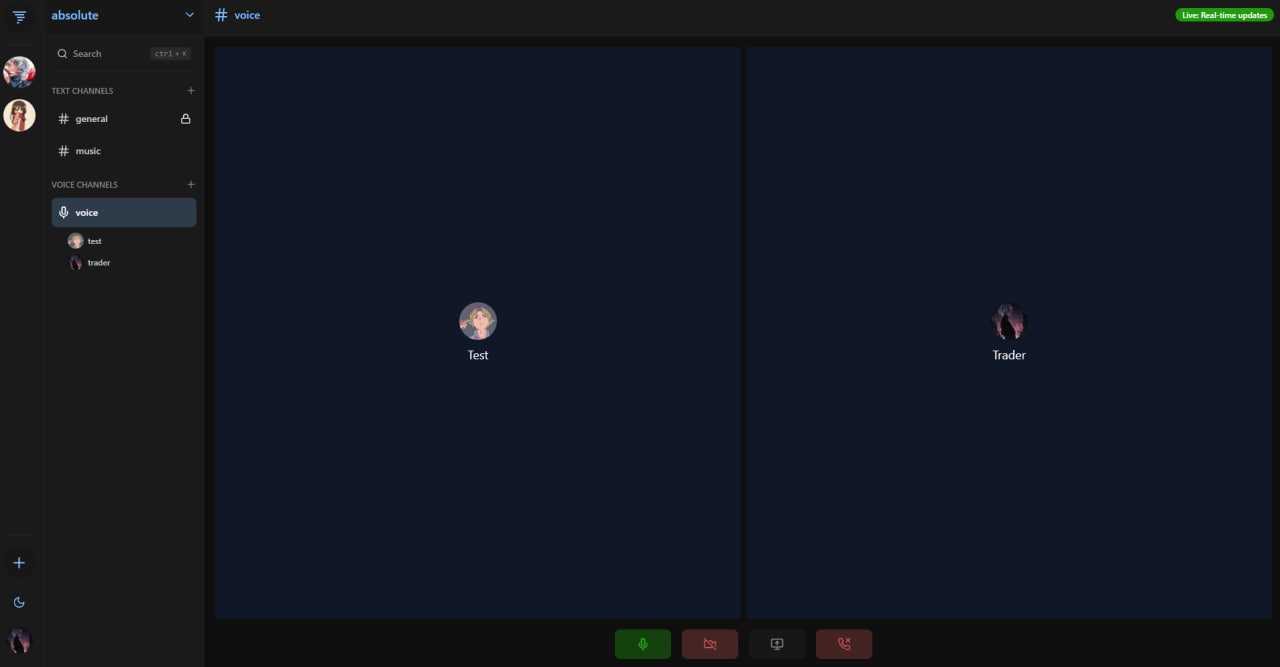 absolute
voice
Live: Real-time updates
Search
ctrl + K
TEXT CHANNELS
general
music
VOICE CHANNELS
voice
test
trader
Test
Trader